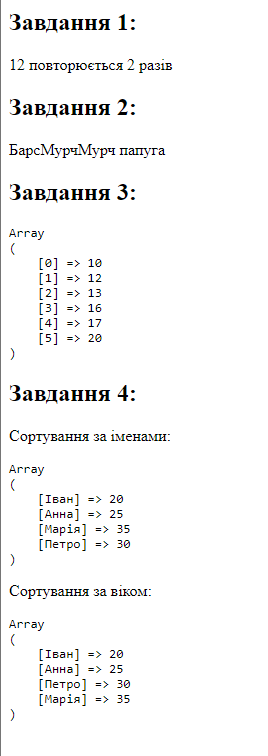 Завдання 1:
12 повторюється 2 разів
Завдання 2:
БарсМурчМурч папуга
Завдання 3:
Array
(
    [0] => 10
    [1] => 12
    [2] => 13
    [3] => 16
    [4] => 17
    [5] => 20
)
Завдання 4:
Сортування за іменами:
Array
(
    [Іван] => 20
    [Анна] => 25
    [Марія] => 35
    [Петро] => 30
)
Сортування за віком:
Array
(
    [Іван] => 20
    [Анна] => 25
    [Петро] => 30
    [Марія] => 35
)